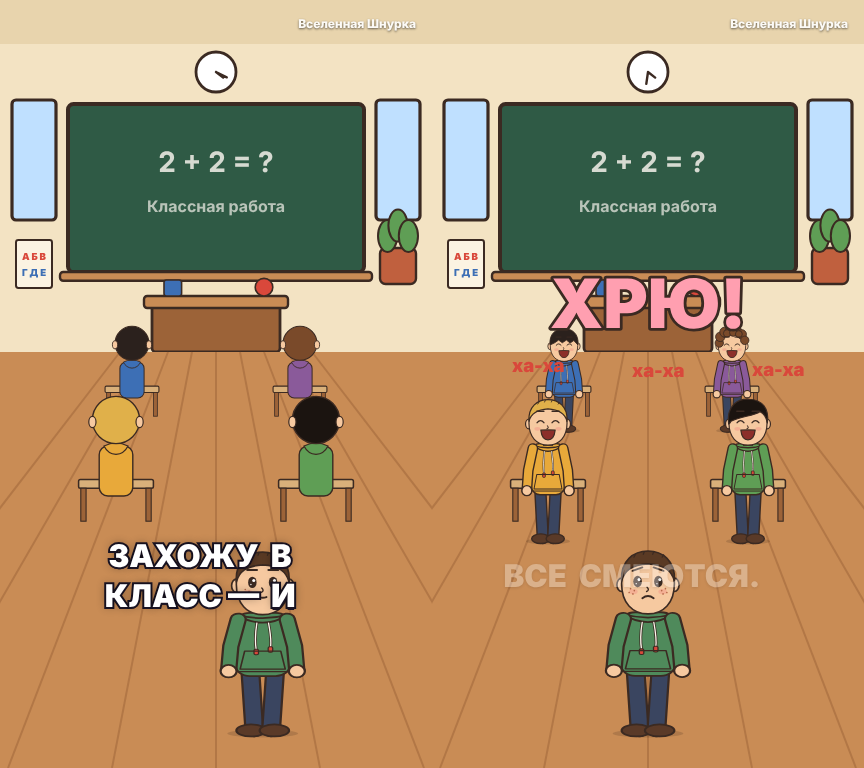 Вселенная Шнурка
2 + 2 = ?
Классная работа
АБВ
ГДЕ
ЗАХОЖУ В
КЛАСС — И
Вселенная Шнурка
2 + 2 = ?
Классная работа
АБВ
ГДЕ
ХРЮ!
ха-ха
ха-ха
ха-ха
ВСЕ СМЕЮТСЯ.